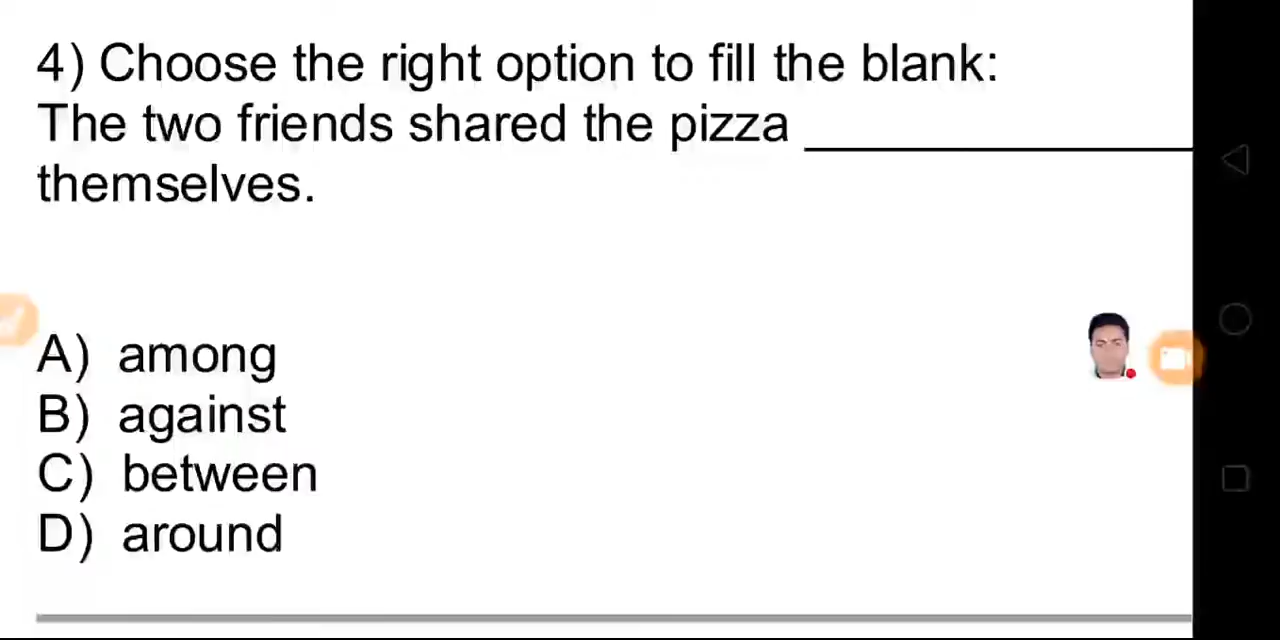 4) Choose the right option to fill the blank:
The two friends shared the pizza _______________
themselves.
A) among
B) against
C) between
D) around